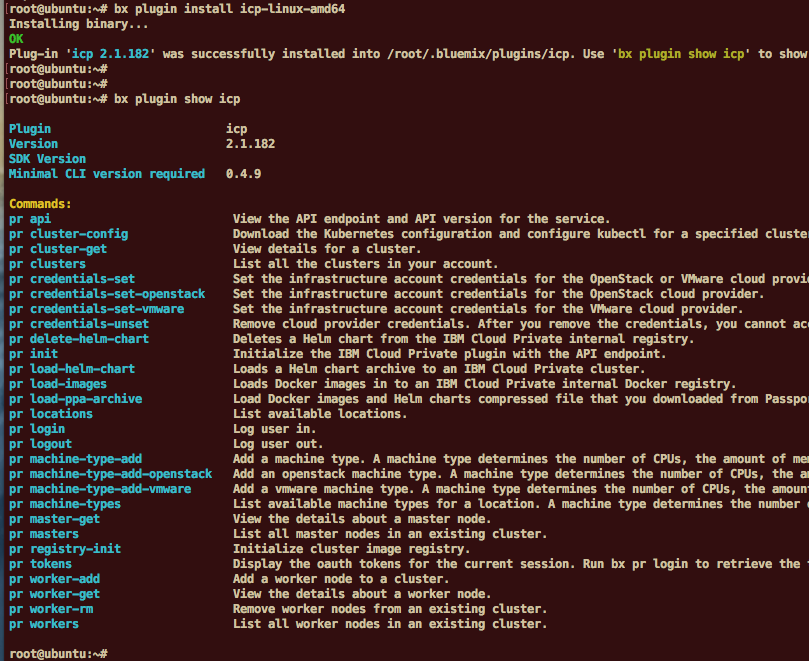 [root@ubuntu:~# bx plugin install icp-linux-amd64
Installing binary...
OK
Plug-in 'icp 2.1.182' was successfully installed into /root/.bluemix/plugins/icp. Use 'bx plugin show icp' to show
[root@ubuntu:~#
[root@ubuntu:~#
[root@ubuntu:~# bx plugin show icp
Plugin icp
Version 2.1.182
SDK Version
Minimal CLI version required 0.4.9
Commands:
pr api View the API endpoint and API version for the service.
pr cluster-config Download the Kubernetes configuration and configure kubectl for a specified cluste
pr cluster-get View details for a cluster.
pr clusters List all the clusters in your account.
pr credentials-set Set the infrastructure account credentials for the OpenStack or VMware cloud provi
pr credentials-set-openstack Set the infrastructure account credentials for the OpenStack cloud provider.
pr credentials-set-vmware Set the infrastructure account credentials for the VMware cloud provider.
pr credentials-unset Remove cloud provider credentials. After you remove the credentials, you cannot ac
pr delete-helm-chart Deletes a Helm chart from the IBM Cloud Private internal registry.
pr init Initialize the IBM Cloud Private plugin with the API endpoint.
pr load-helm-chart Loads a Helm chart archive to an IBM Cloud Private cluster.
pr load-images Loads Docker images in to an IBM Cloud Private internal Docker registry.
pr load-ppa-archive Load Docker images and Helm charts compressed file that you downloaded from Passpo
pr locations List available locations.
pr login Log user in.
pr logout Log user out.
pr machine-type-add Add a machine type. A machine type determines the number of CPUs, the amount of me
pr machine-type-add-openstack Add an openstack machine type. A machine type determines the number of CPUs, the a
pr machine-type-add-vmware Add a vmware machine type. A machine type determines the number of CPUs, the amoun
pr machine-types List available machine types for a location. A machine type determines the number
pr master-get View the details about a master node.
pr masters List all master nodes in an existing cluster.
pr registry-init Initialize cluster image registry.
pr tokens Display the oauth tokens for the current session. Run bx pr login to retrieve the
pr worker-add Add a worker node to a cluster.
pr worker-get View the details about a worker node.
pr worker-rm Remove worker nodes from an existing cluster.
pr workers List all worker nodes in an existing cluster.
root@ubuntu:~#